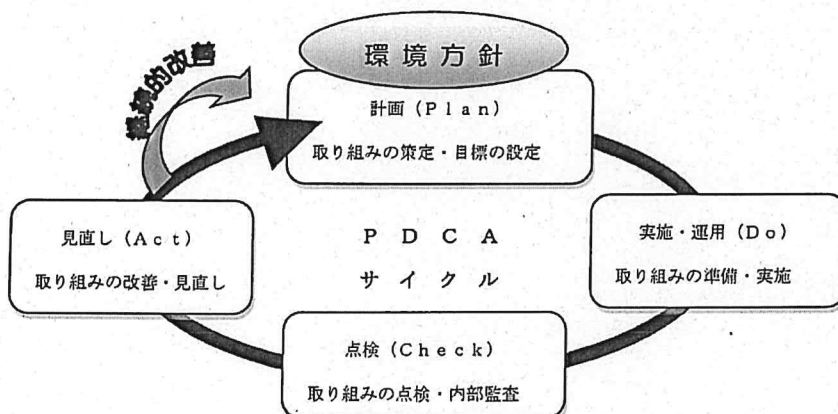 環境方針
継続的改善
計画(Plan)
取り組みの策定・目標の設定
見直し(Act)
取り組みの改善・見直し
PDCA
サイクル
実施・運用(Do)
取り組みの準備・実施
点検(Check)
取り組みの点検・内部監査